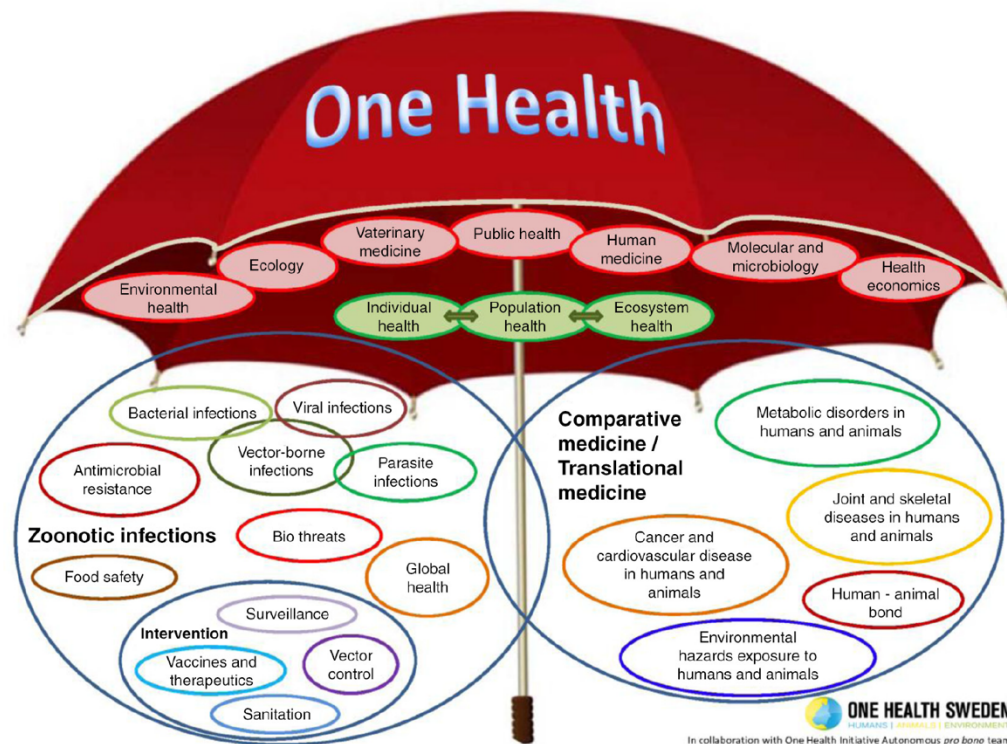 One Health
Vaterinary
medicine
Public health
Human
medicine
Ecology
Molecular and
microbiology
Environmental
health
Health
economics
Individual
health
Population
health
Ecosystem
health
Bacterial infections
Viral infections
Vector-borne
infections
Parasite
infections
Antimicrobial
resistance
Zoonotic infections
Bio threats
Food safety
Global
health
Surveillance
Intervention
Vaccines and
therapeutics
Vector
control
Sanitation
Comparative
medicine /
Translational
medicine
Metabolic disorders in
humans and animals
Joint and skeletal
diseases in humans
and animals
Cancer and
cardiovascular disease
in humans and
animals
Human - animal
bond
Environmental
hazards exposure to
humans and animals
ONE HEALTH SWEDEN
HUMANS | ANIMALS | ENVIRONMENT
In collaboration with One Health Initiative Autonomous pro bono team